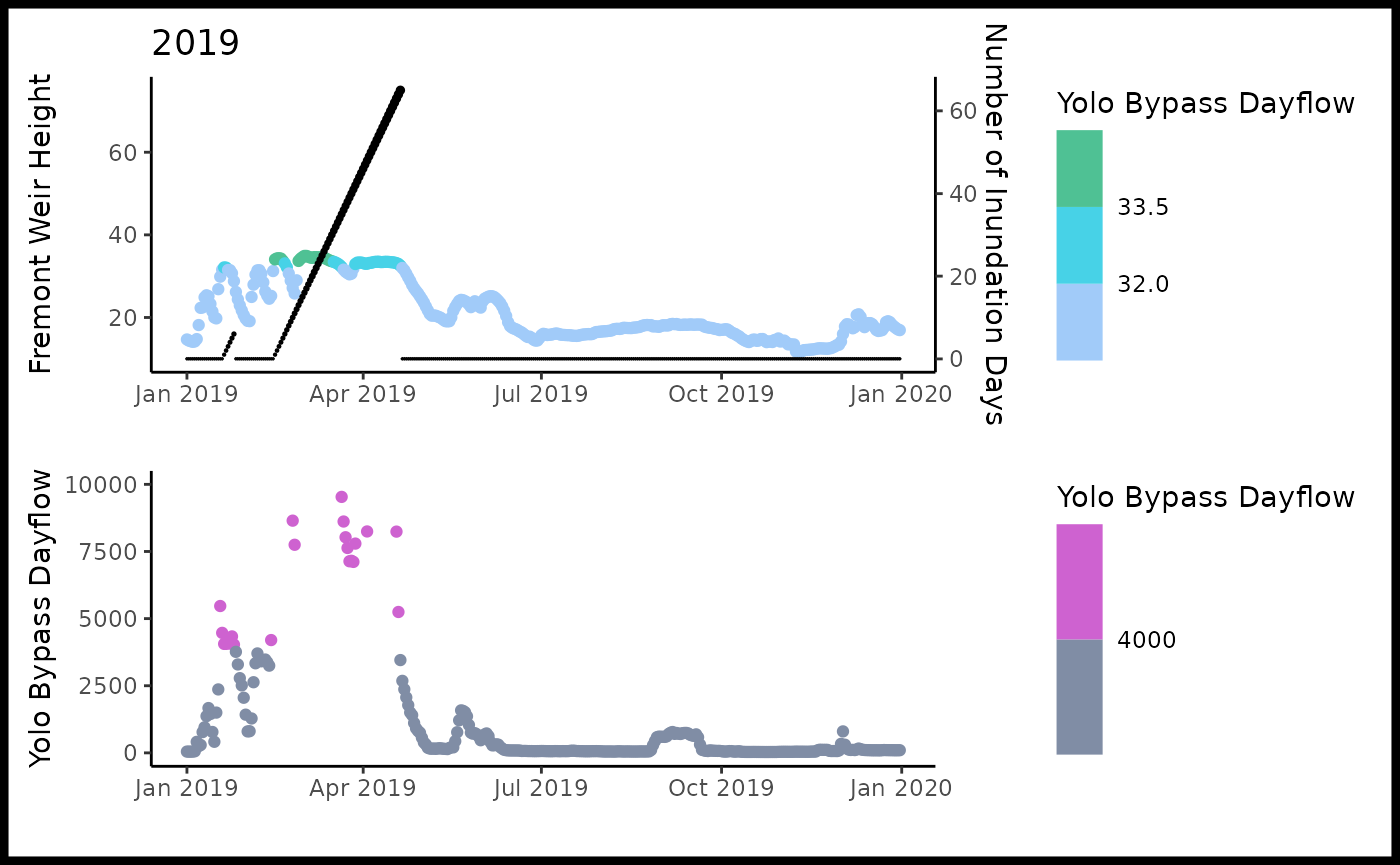 2019
Fremont Weir Height
60
40
20
Number of Inundation Days
60
40
20
0
Jan 2019
Apr 2019
Jul 2019
Oct 2019
Jan 2020
Yolo Bypass Dayflow
33.5
32.0
Yolo Bypass Dayflow
10000
7500
5000
2500
0
Jan 2019
Apr 2019
Jul 2019
Oct 2019
Jan 2020
Yolo Bypass Dayflow
4000